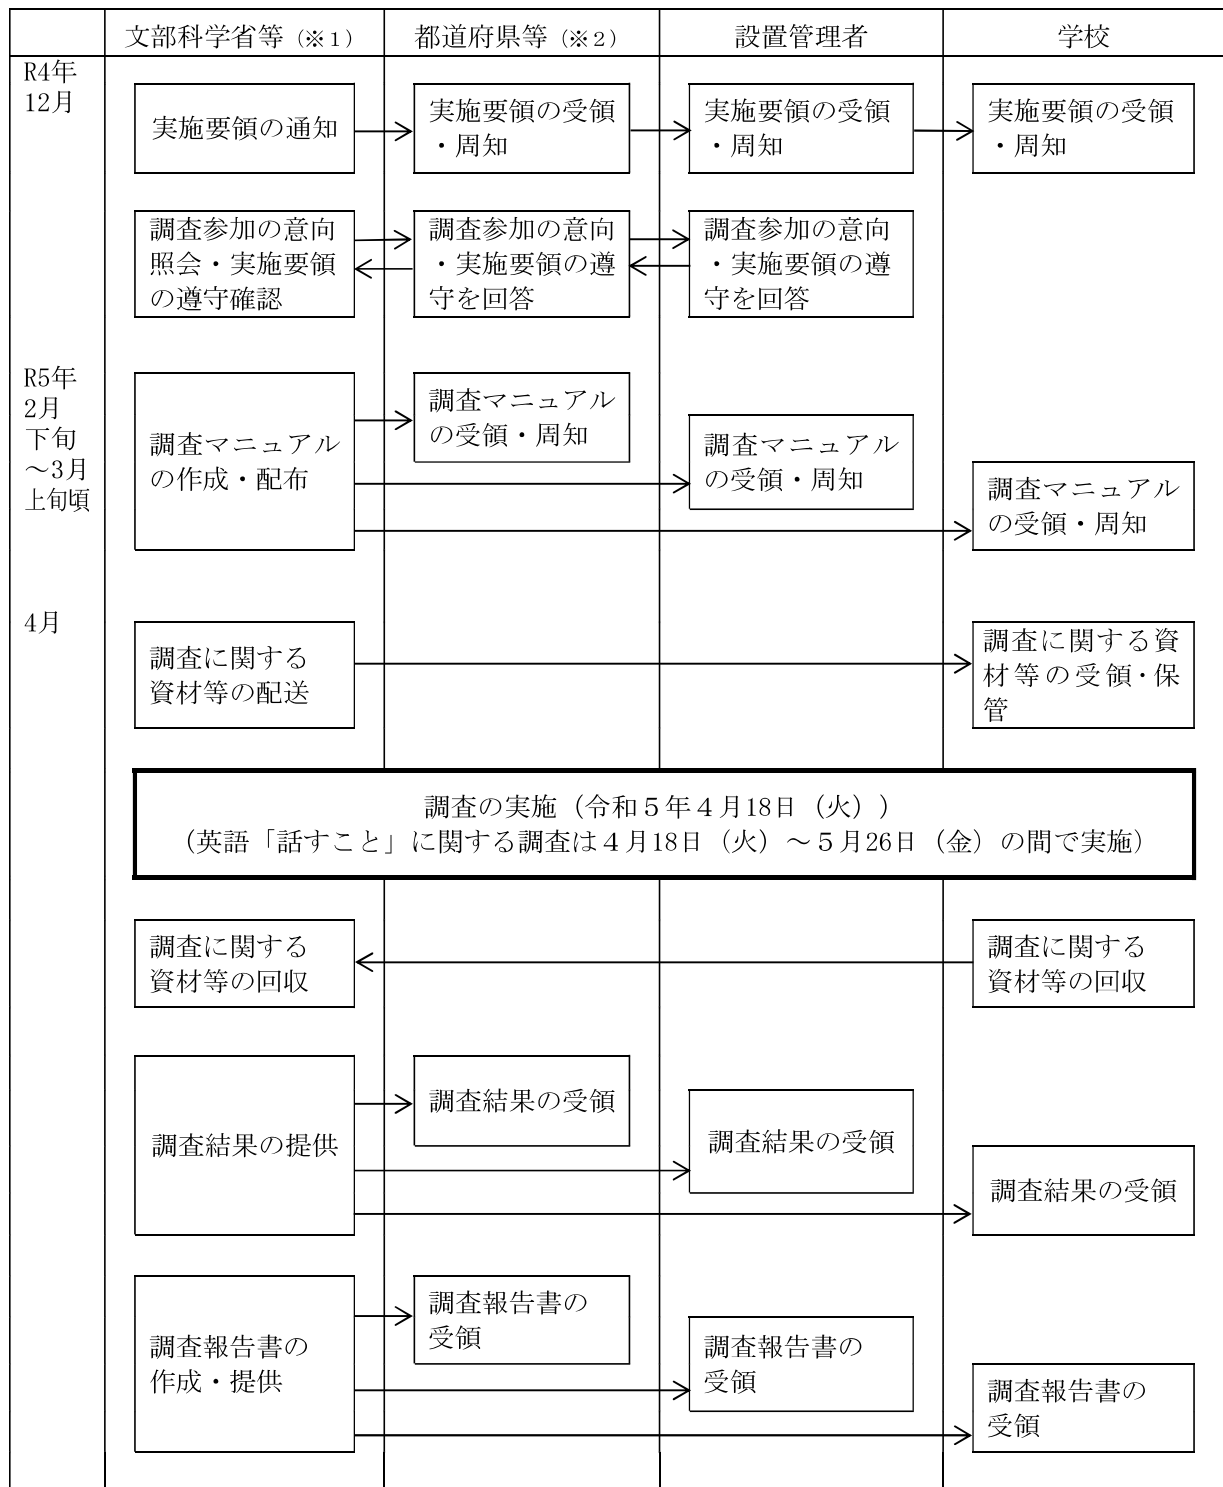 文部科学省等（※１） 都道府県等（※２） 設置管理者 学校
R4年
12月
実施要領の通知
実施要領の受領
・周知
実施要領の受領
・周知
実施要領の受領
・周知
調査参加の意向
照会・実施要領
の遵守確認
調査参加の意向
・実施要領の遵
守を回答
調査参加の意向
・実施要領の遵
守を回答
R5年
2月
下旬
～3月
上旬頃
調査マニュアル
の作成・配布
調査マニュアル
の受領・周知
調査マニュアル
の受領・周知
調査マニュアル
の受領・周知
4月
調査に関する
資材等の配送
調査に関する資
材等の受領・保
管
調査の実施（令和５年４月18日（火））
（英語「話すこと」に関する調査は４月18日（火）～５月26日（金）の間で実施）
調査に関する
資材等の回収
調査に関する
資材等の回収
調査結果の提供
調査結果の受領
調査結果の受領
調査結果の受領
調査報告書の
作成・提供
調査報告書の
受領
調査報告書の
受領
調査報告書の
受領